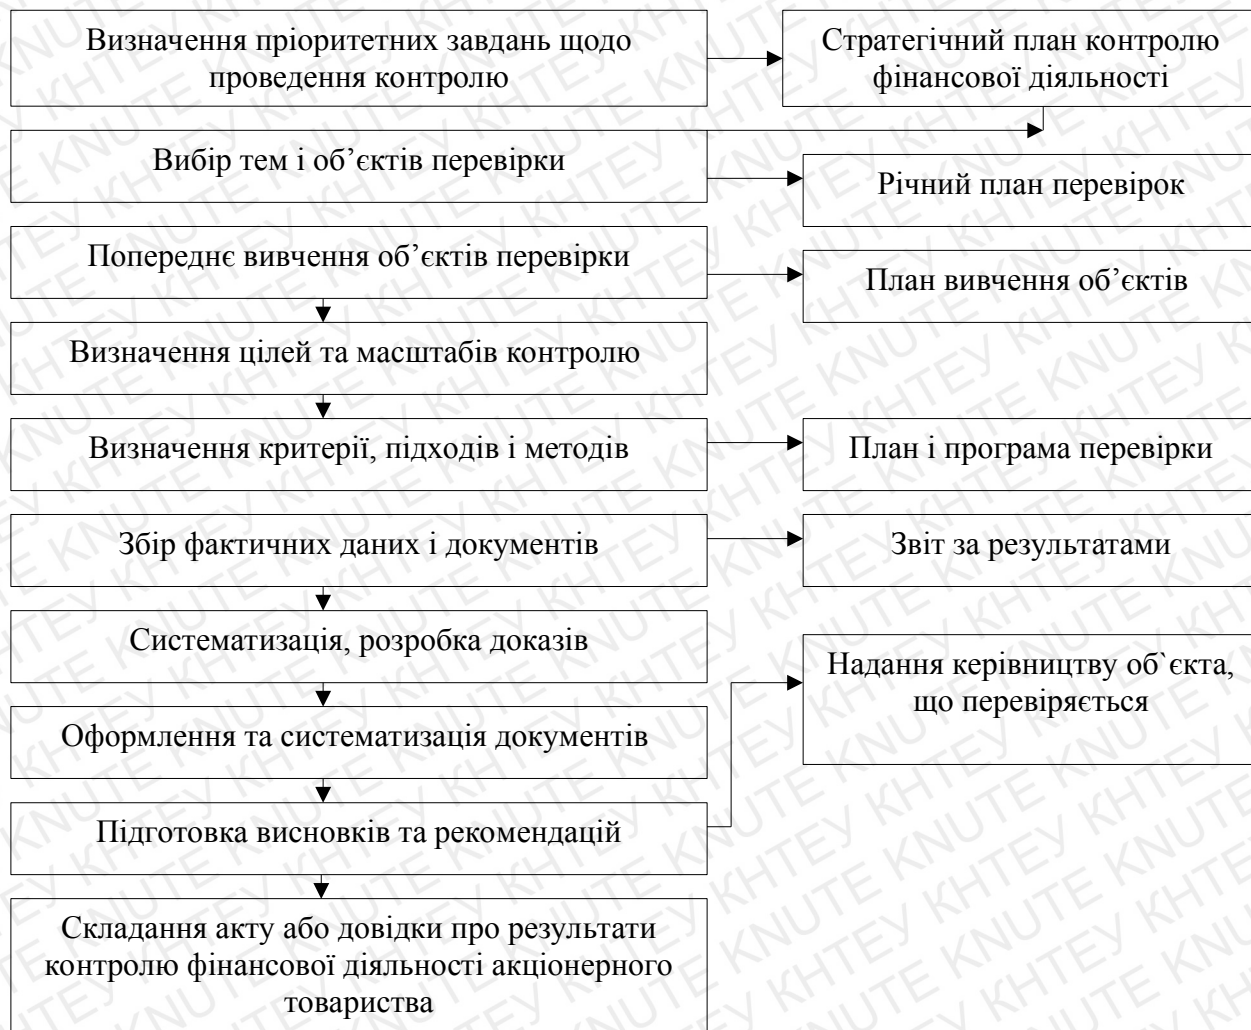 Визначення пріоритетних завдань щодо
проведення контролю
Стратегічний план контролю
фінансової діяльності
Вибір тем і об’єктів перевірки
Річний план перевірок
Попереднє вивчення об’єктів перевірки
План вивчення об’єктів
Визначення цілей та масштабів контролю
Визначення критерії, підходів і методів
План і програма перевірки
Збір фактичних даних і документів
Звіт за результатами
Систематизація, розробка доказів
Надання керівництву об`єкта,
що перевіряється
Оформлення та систематизація документів
Підготовка висновків та рекомендацій
Складання акту або довідки про результати
контролю фінансової діяльності акціонерного
товариства